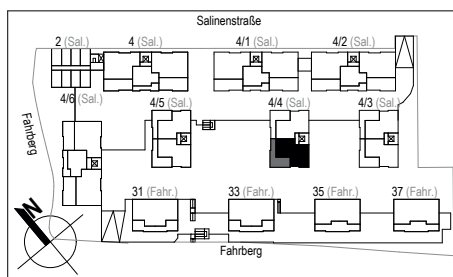 Salinenstraße
2 (Sal.) 4 (Sal.) 4/1 (Sal.) 4/2 (Sal.)
4/6 (Sal.) 4/5 (Sal.) 4/4 (Sal.) 4/3 (Sal.)
Fahrberg
31 (Fahr.) 33 (Fahr.) 35 (Fahr.) 37 (Fahr.)
N
Fahrberg